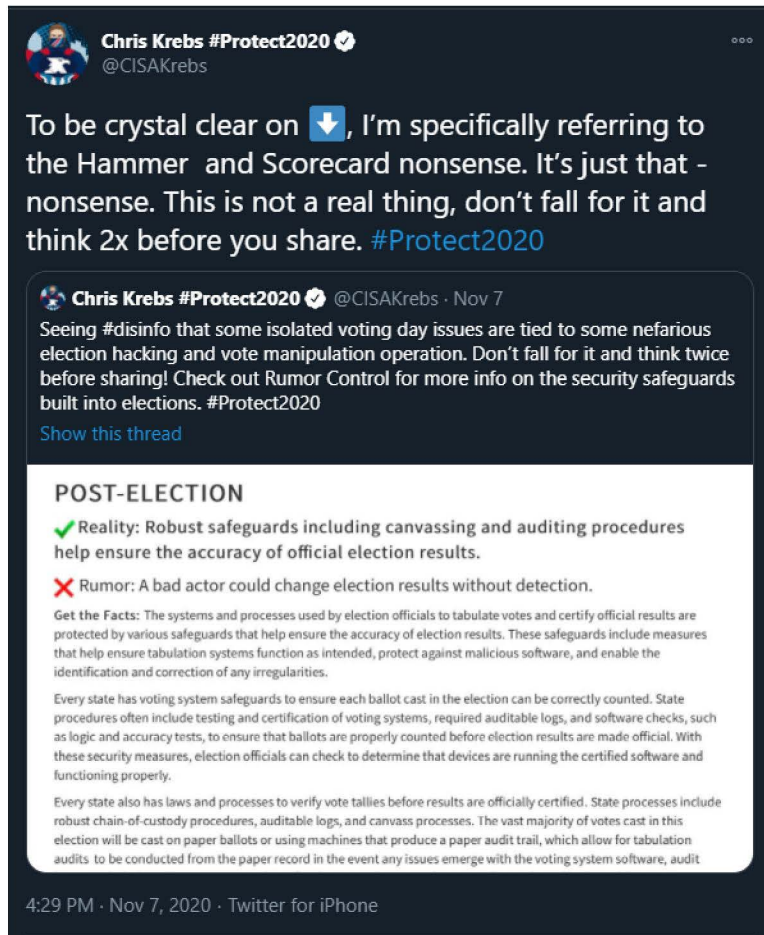 Chris Krebs #Protect2020
@CISAKrebs
To be crystal clear on ⬇️, I’m specifically referring to
the Hammer and Scorecard nonsense. It’s just that -
nonsense. This is not a real thing, don’t fall for it and
think 2x before you share. #Protect2020
Chris Krebs #Protect2020 @CISAKrebs · Nov 7
Seeing #disinfo that some isolated voting day issues are tied to some nefarious
election hacking and vote manipulation operation. Don’t fall for it and think twice
before sharing! Check out Rumor Control for more info on the security safeguards
built into elections. #Protect2020
Show this thread
POST-ELECTION
✔ Reality: Robust safeguards including canvassing and auditing procedures
help ensure the accuracy of official election results.
❌ Rumor: A bad actor could change election results without detection.
Get the Facts: The systems and processes used by election officials to tabulate votes and certify official results are
protected by various safeguards that help ensure the accuracy of election results. These safeguards include measures
that help ensure tabulation systems function as intended, protect against malicious software, and enable the
identification and correction of any irregularities.
Every state has voting system safeguards to ensure each ballot cast in the election can be correctly counted. State
procedures often include testing and certification of voting systems, required auditable logs, and software checks, such
as logic and accuracy tests, to ensure that ballots are properly counted before election results are made official. With
these security measures, election officials can check to determine that devices are running the certified software and
functioning properly.
Every state also has laws and processes to verify vote tallies before results are officially certified. State processes include
robust chain-of-custody procedures, auditable logs, and canvass processes. The vast majority of votes cast in this
election will be cast on paper ballots or using machines that produce a paper audit trail, which allow for tabulation
audits to be conducted from the paper record in the event any issues emerge with the voting system software, audit
4:29 PM · Nov 7, 2020 · Twitter for iPhone